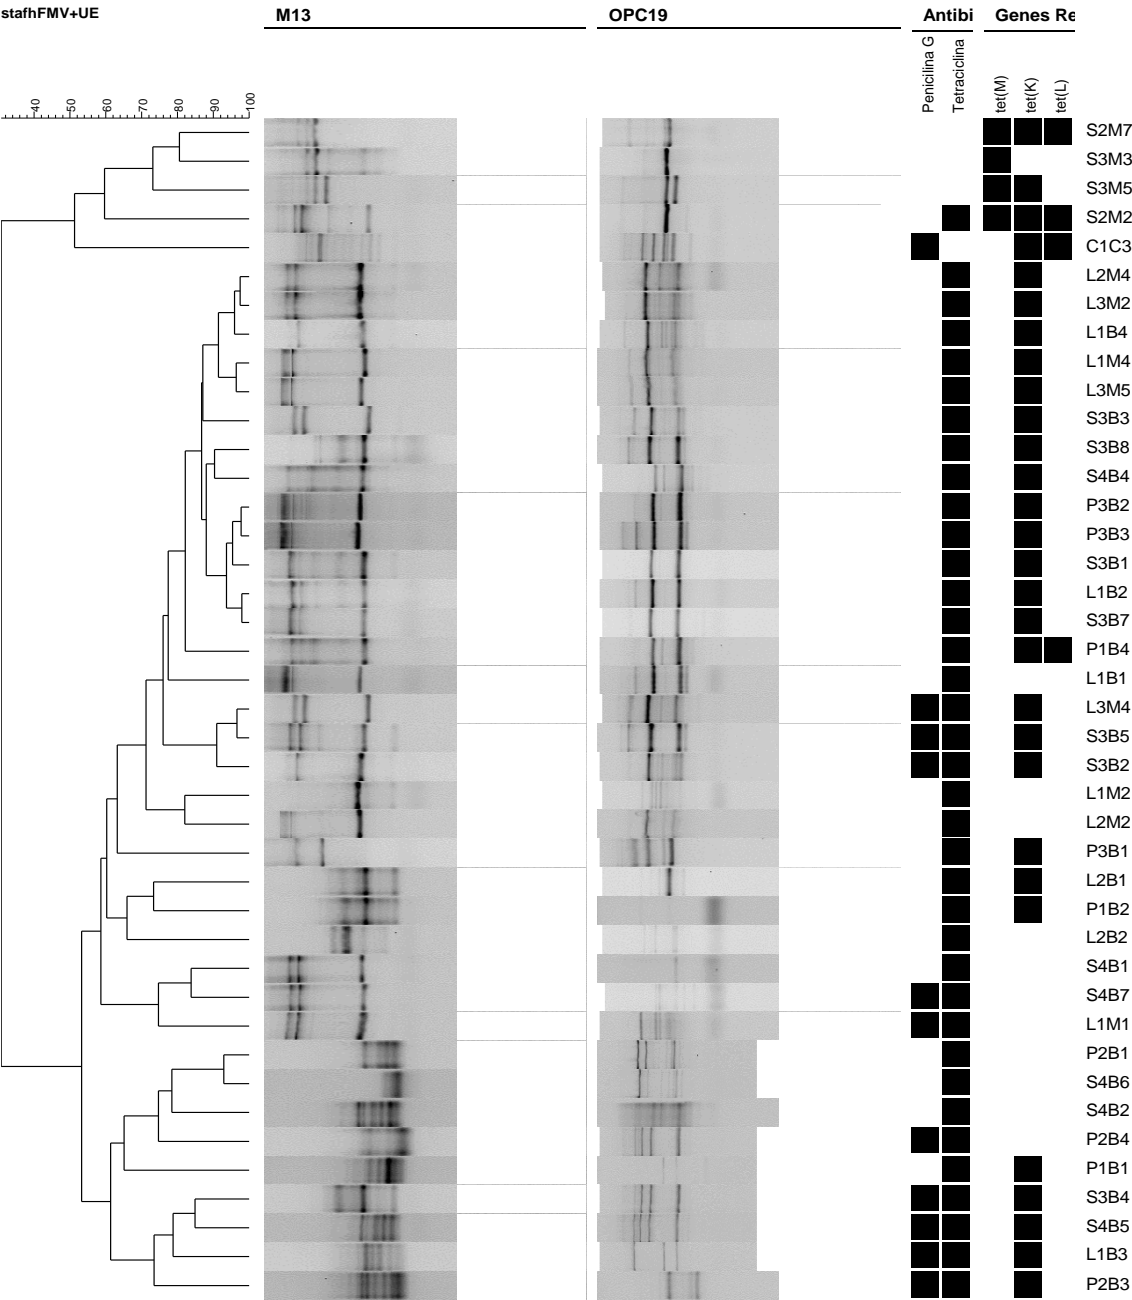 stafhFMV+UE
M13
OPC19
Antibi
Genes Re
Penicilina G
Tetraciclina
tet(M)
tet(K)
tet(L)
40
50
60
70
80
90
100
S2M7
S3M3
S3M5
S2M2
C1C3
L2M4
L3M2
L1B4
L1M4
L3M5
S3B3
S3B8
S4B4
P3B2
P3B3
S3B1
L1B2
S3B7
P1B4
L1B1
L3M4
S3B5
S3B2
L1M2
L2M2
P3B1
L2B1
P1B2
L2B2
S4B1
S4B7
L1M1
P2B1
S4B6
S4B2
P2B4
P1B1
S3B4
S4B5
L1B3
P2B3